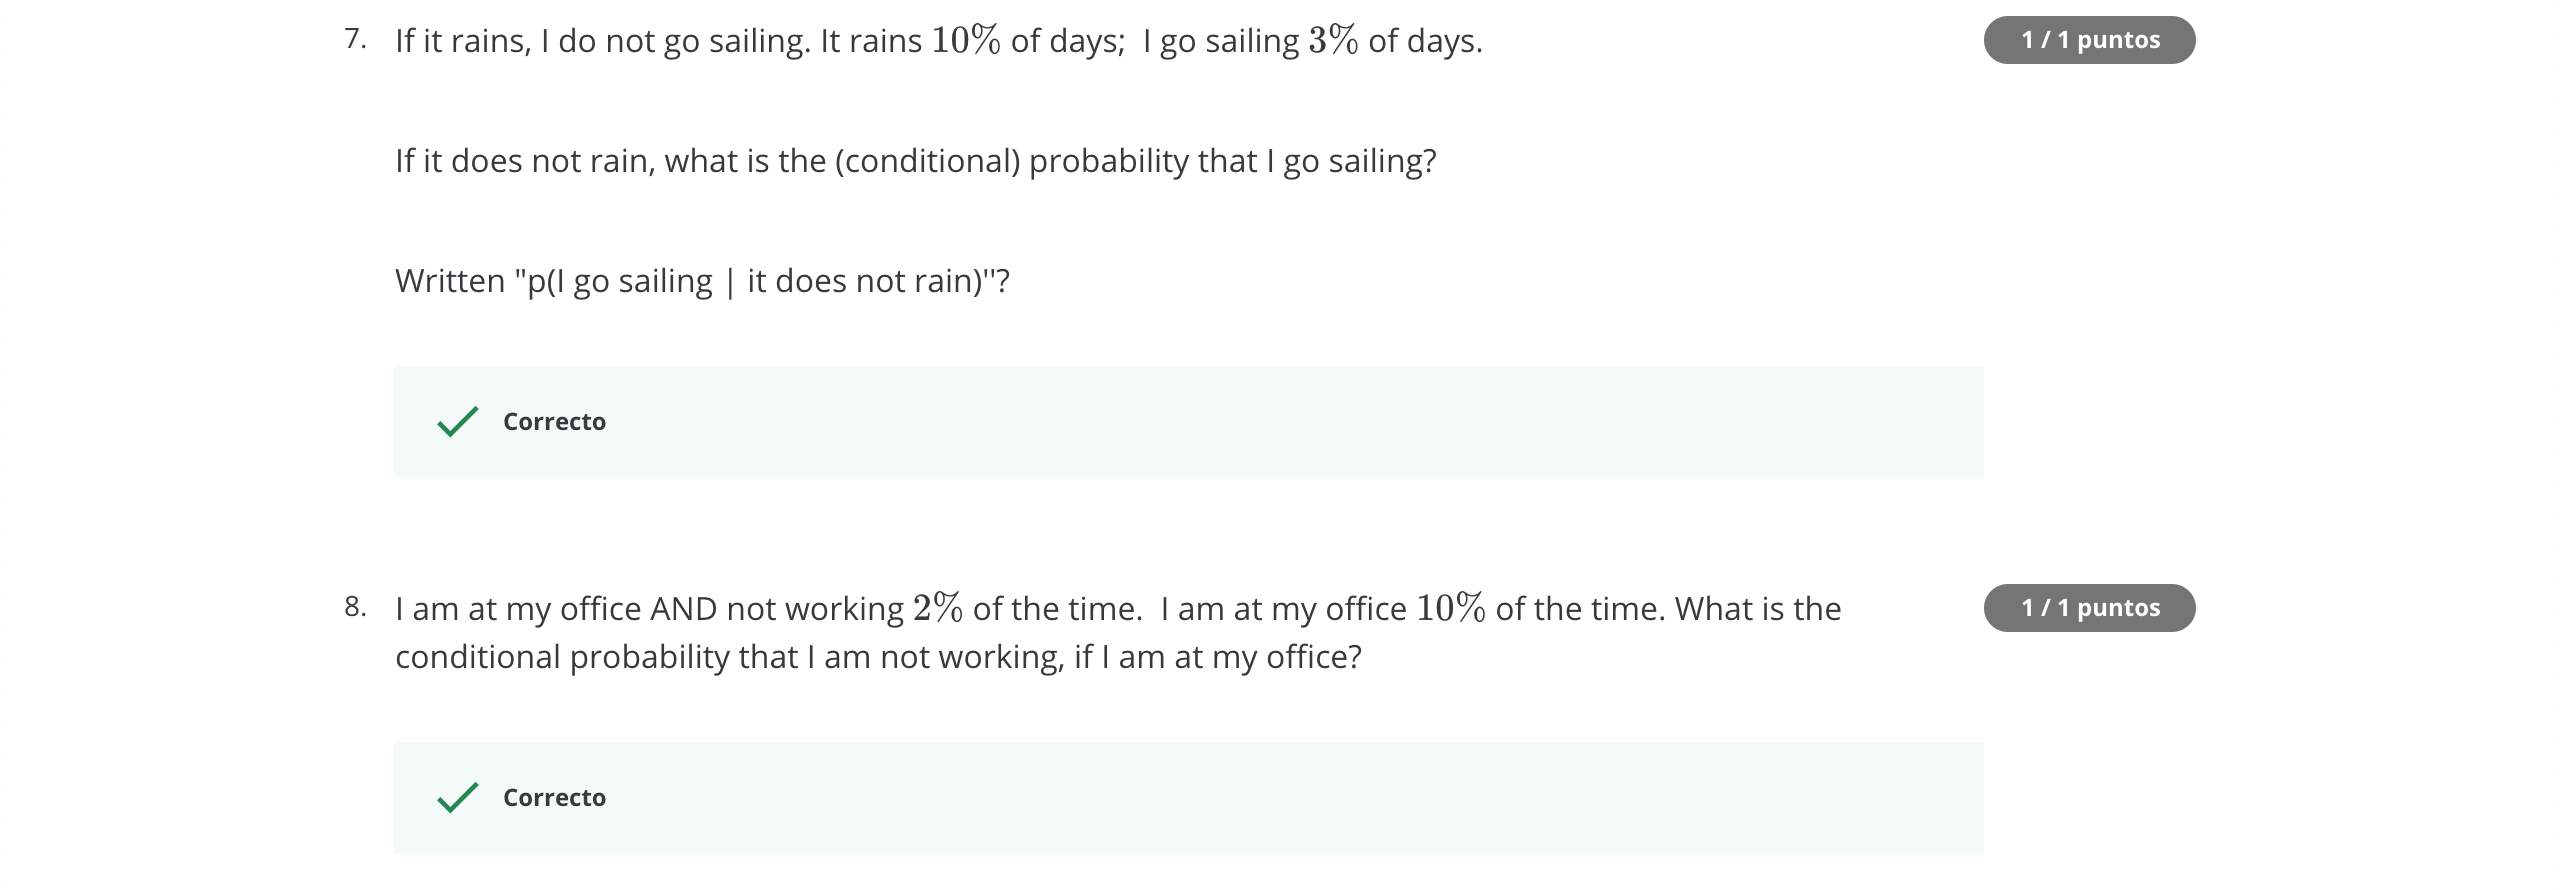 7. If it rains, I do not go sailing. It rains 10% of days;  I go sailing 3% of days.
1 / 1 puntos
If it does not rain, what is the (conditional) probability that I go sailing?
Written "p(I go sailing | it does not rain)"?
Correcto
8. I am at my office AND not working 2% of the time.  I am at my office 10% of the time. What is the
1 / 1 puntos
conditional probability that I am not working, if I am at my office?
Correcto